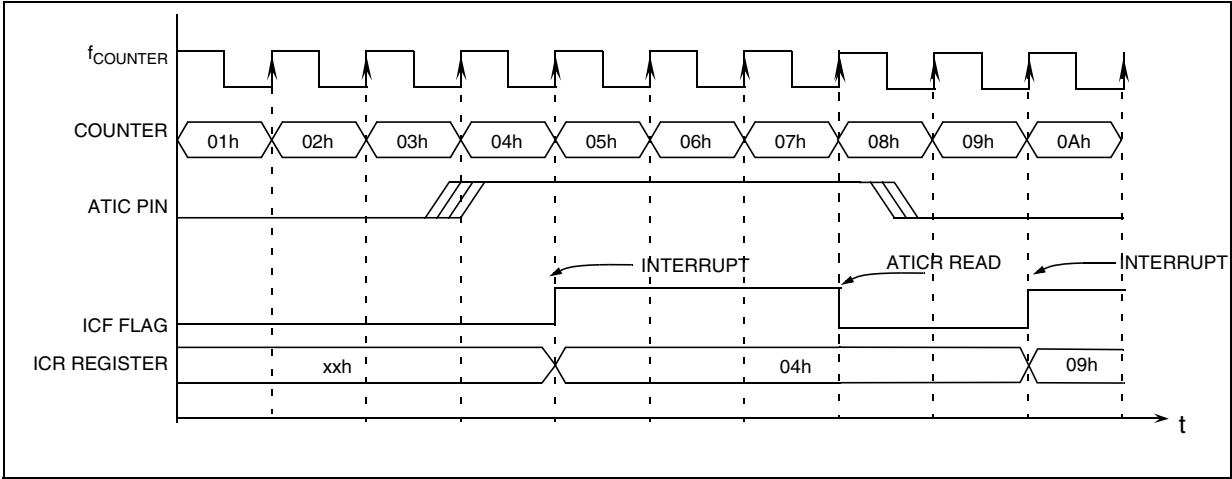 fCOUNTER
COUNTER 01h 02h 03h 04h 05h 06h 07h 08h 09h 0Ah
ATIC PIN
INTERRUPT ATICR READ INTERRUPT
ICF FLAG
ICR REGISTER xxh 04h 09h
t